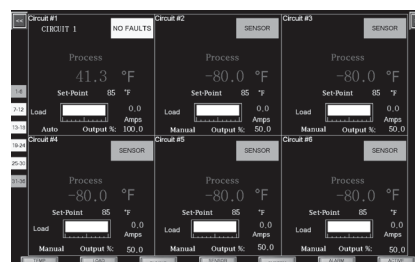 <<
Circuit #1
CIRCUIT 1
NO FAULTS
Process
41.3 °F
Set-Point 85 °F
Load
0.0
Amps
Auto Output %: 100.0
Circuit #2
SENSOR
Process
-80.0 °F
Set-Point 85 °F
Load
0.0
Amps
Manual Output %: 50.0
Circuit #3
SENSOR
Process
-80.0 °F
Set-Point 85 °F
Load
0.0
Amps
Manual Output %: 50.0
1-6
7-12
13-18
19-24
25-30
31-36
Circuit #4
SENSOR
Process
-80.0 °F
Set-Point 85 °F
Load
0.0
Amps
Manual Output %: 50.0
Circuit #5
SENSOR
Process
-80.0 °F
Set-Point 85 °F
Load
0.0
Amps
Manual Output %: 50.0
Circuit #6
SENSOR
Process
-80.0 °F
Set-Point 85 °F
Load
0.0
Amps
Manual Output %: 50.0